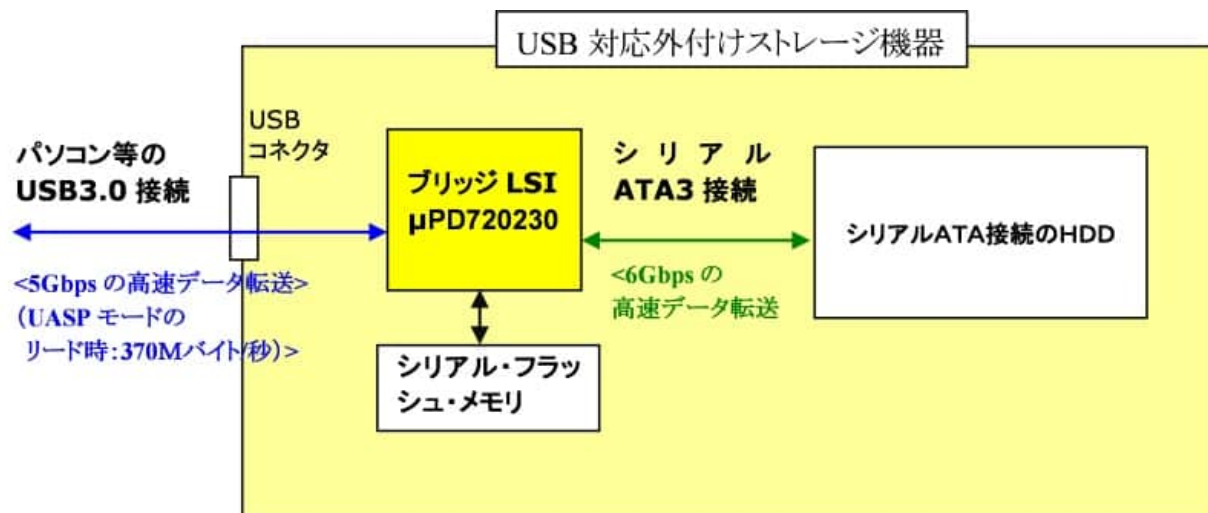 USB 対応外付けストレージ機器
USB
コネクタ
パソコン等の
USB3.0 接続
ブリッジ LSI
μPD720230
シリアル
ATA3 接続
シリアルATA接続のHDD
<5Gbps の高速データ転送>
(UASP モードの
リード時:370Mバイト/秒)>
<6Gbps の
高速データ転送
シリアル・フラッ
シュ・メモリ